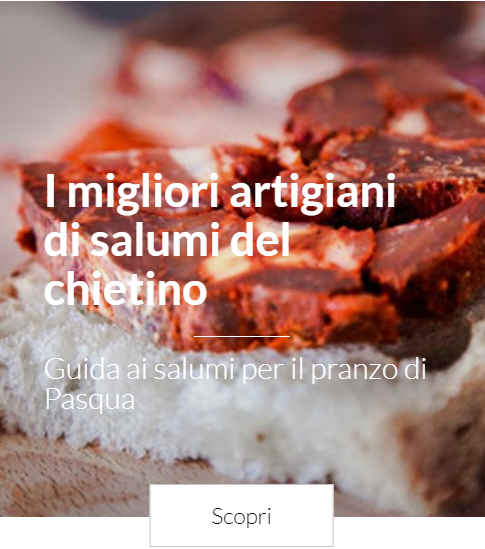 I migliori artigiani
di salumi del
chietino
Guida ai salumi per il pranzo di
Pasqua
Scopri